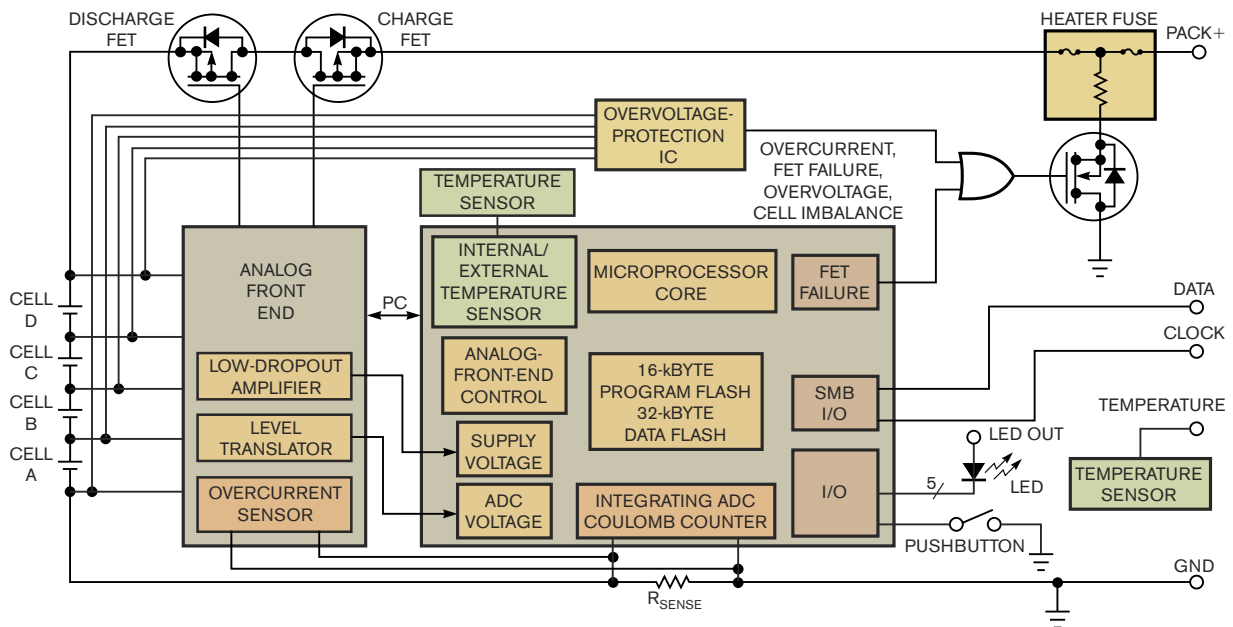 DISCHARGE
FET
CHARGE
FET
HEATER FUSE
PACK+
OVERVOLTAGE-
PROTECTION
IC
OVERCURRENT,
FET FAILURE,
OVERVOLTAGE,
CELL IMBALANCE
TEMPERATURE
SENSOR
ANALOG
FRONT
END
INTERNAL/
EXTERNAL
TEMPERATURE
SENSOR
MICROPROCESSOR
CORE
FET
FAILURE
PC
CELL
D
CELL
C
CELL
B
CELL
A
LOW-DROPOUT
AMPLIFIER
LEVEL
TRANSLATOR
OVERCURRENT
SENSOR
ANALOG-
FRONT-END
CONTROL
16-kBYTE
PROGRAM FLASH
32-kBYTE
DATA FLASH
SMB
I/O
DATA
CLOCK
SUPPLY
VOLTAGE
ADC
VOLTAGE
INTEGRATING ADC
COULOMB COUNTER
I/O
5
LED OUT
LED
PUSHBUTTON
TEMPERATURE
TEMPERATURE
SENSOR
GND
RSENSE